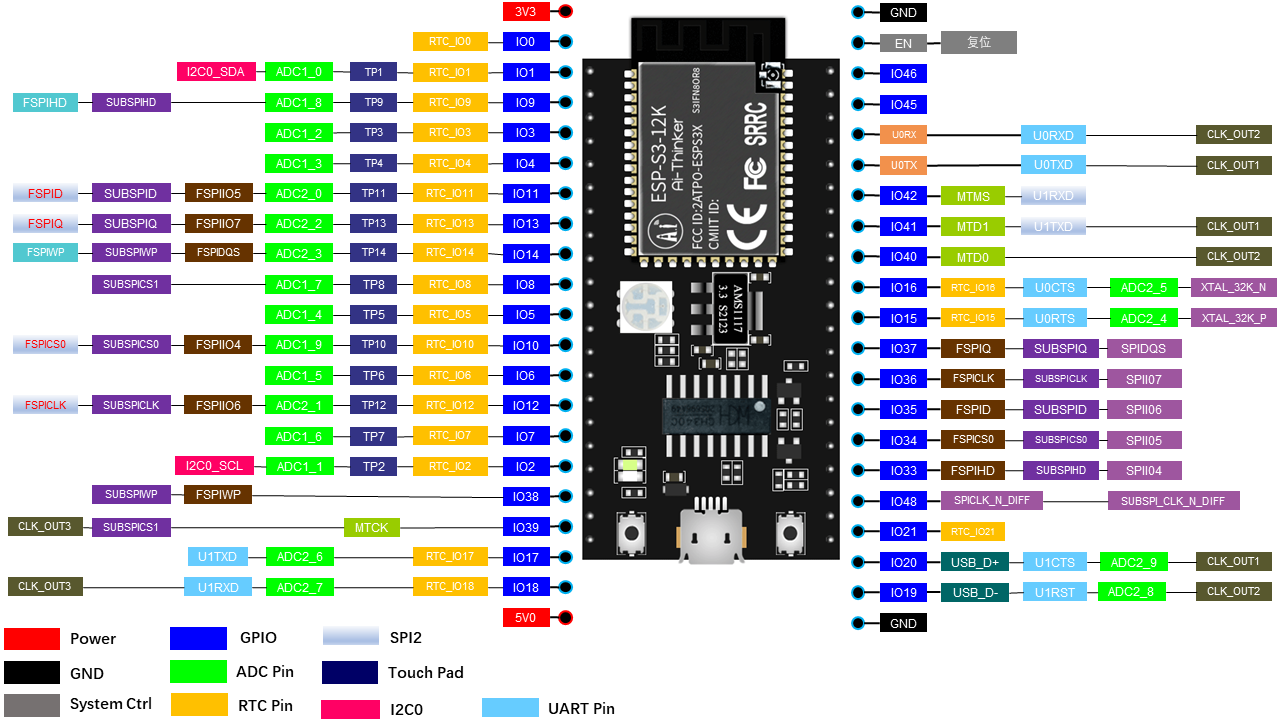 3V3
RTC_IO0 IO0
I2C0_SDA ADC1_0 TP1 RTC_IO1 IO1
FSPIHD SUBSPIHD ADC1_8 TP9 RTC_IO9 IO9
ADC1_2 TP3 RTC_IO3 IO3
ADC1_3 TP4 RTC_IO4 IO4
FSPID SUBSPID FSPIIO5 ADC2_0 TP11 RTC_IO11 IO11
FSPIQ SUBSPIQ FSPIIO7 ADC2_2 TP13 RTC_IO13 IO13
FSPIWP SUBSPIWP FSPIDQS ADC2_3 TP14 RTC_IO14 IO14
SUBSPICS1 ADC1_7 TP8 RTC_IO8 IO8
ADC1_4 TP5 RTC_IO5 IO5
FSPICS0 SUBSPICS0 FSPIIO4 ADC1_9 TP10 RTC_IO10 IO10
ADC1_5 TP6 RTC_IO6 IO6
FSPICLK SUBSPICLK FSPIIO6 ADC2_1 TP12 RTC_IO12 IO12
ADC1_6 TP7 RTC_IO7 IO7
I2C0_SCL ADC1_1 TP2 RTC_IO2 IO2
SUBSPIWP FSPIWP IO38
CLK_OUT3 SUBSPICS1 MTCK IO39
U1TXD ADC2_6 RTC_IO17 IO17
CLK_OUT3 U1RXD ADC2_7 RTC_IO18 IO18
5V0
ESP-S3-12K
Ai-Thinker
S3IFN8OR8
FCC ID:2ATPO-ESPS3X
CMIIT ID:
Ai
CE FC SRRC
AMS1117
3.3 S2123
GND
EN 复位
IO46
IO45
U0RX U0RXD CLK_OUT2
U0TX U0TXD CLK_OUT1
IO42 MTMS U1RXD
IO41 MTD1 U1TXD CLK_OUT1
IO40 MTD0 CLK_OUT2
IO16 RTC_IO16 U0CTS ADC2_5 XTAL_32K_N
IO15 RTC_IO15 U0RTS ADC2_4 XTAL_32K_P
IO37 FSPIQ SUBSPIQ SPIDQS
IO36 FSPICLK SUBSPICLK SPII07
IO35 FSPID SUBSPID SPII06
IO34 FSPICS0 SUBSPICS0 SPII05
IO33 FSPIHD SUBSPIHD SPII04
IO48 SPICLK_N_DIFF SUBSPI_CLK_N_DIFF
IO21 RTC_IO21
IO20 USB_D+ U1CTS ADC2_9 CLK_OUT1
IO19 USB_D- U1RST ADC2_8 CLK_OUT2
GND
Power GPIO SPI2
GND ADC Pin Touch Pad
System Ctrl RTC Pin I2C0 UART Pin